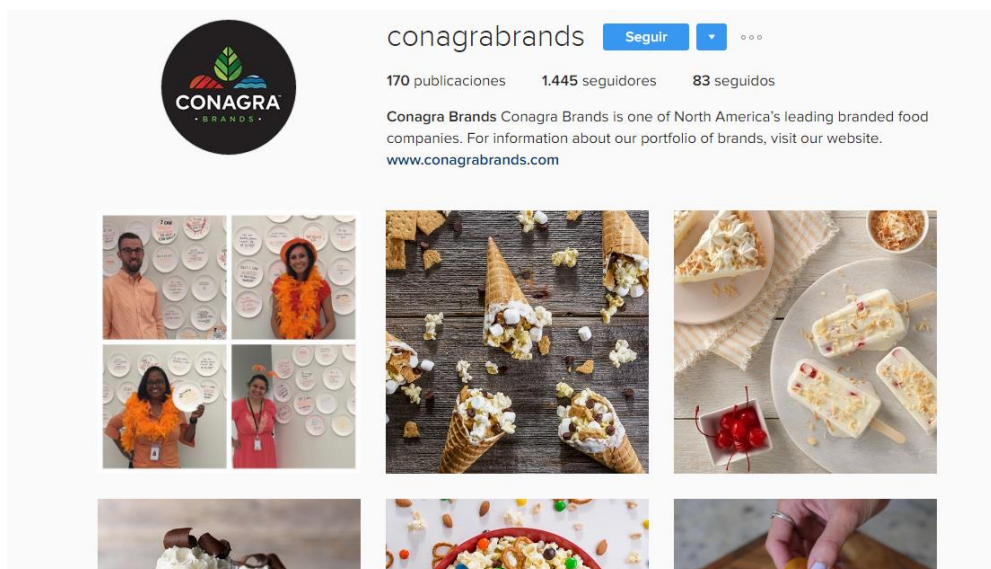 conagrabrands Seguir
170 publicaciones 1.445 seguidores 83 seguidos
Conagra Brands Conagra Brands is one of North America's leading branded food
companies. For information about our portfolio of brands, visit our website.
www.conagrabrands.com
CONAGRA
BRANDS